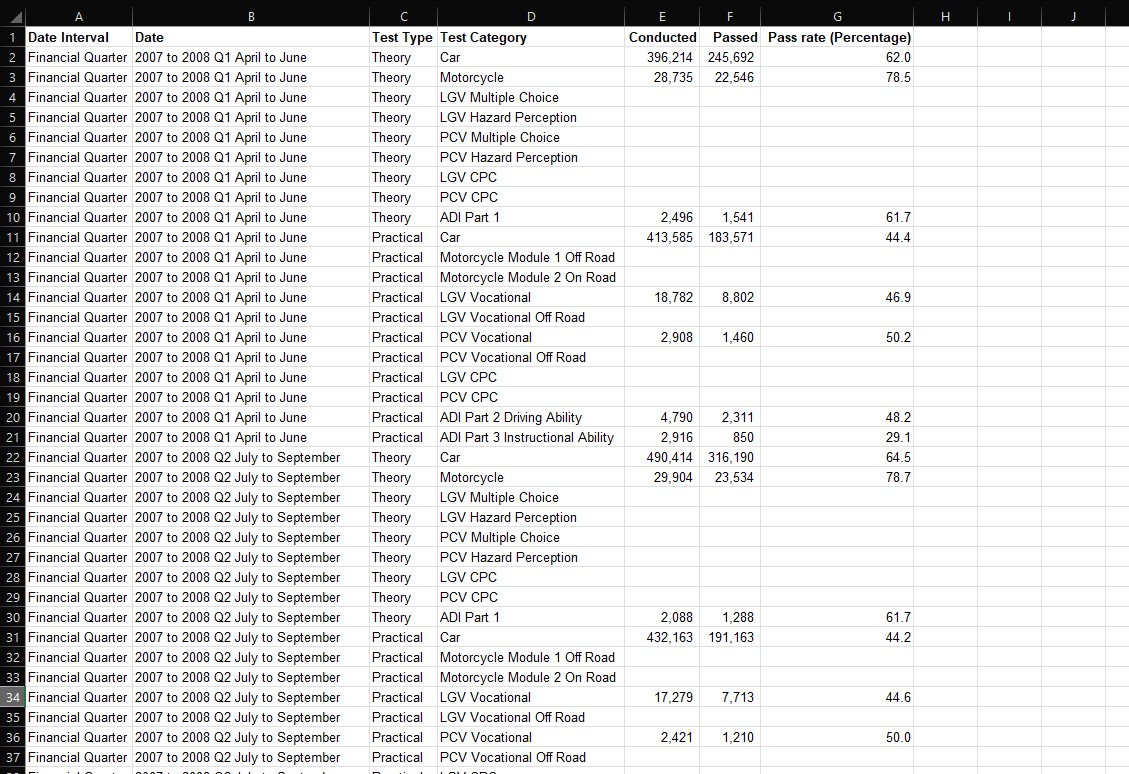 A B C D E F G H I J
1 Date Interval Date Test Type Test Category Conducted Passed Pass rate (Percentage)
2 Financial Quarter 2007 to 2008 Q1 April to June Theory Car 396,214 245,692 62.0
3 Financial Quarter 2007 to 2008 Q1 April to June Theory Motorcycle 28,735 22,546 78.5
4 Financial Quarter 2007 to 2008 Q1 April to June Theory LGV Multiple Choice
5 Financial Quarter 2007 to 2008 Q1 April to June Theory LGV Hazard Perception
6 Financial Quarter 2007 to 2008 Q1 April to June Theory PCV Multiple Choice
7 Financial Quarter 2007 to 2008 Q1 April to June Theory PCV Hazard Perception
8 Financial Quarter 2007 to 2008 Q1 April to June Theory LGV CPC
9 Financial Quarter 2007 to 2008 Q1 April to June Theory PCV CPC
10 Financial Quarter 2007 to 2008 Q1 April to June Theory ADI Part 1 2,496 1,541 61.7
11 Financial Quarter 2007 to 2008 Q1 April to June Practical Car 413,585 183,571 44.4
12 Financial Quarter 2007 to 2008 Q1 April to June Practical Motorcycle Module 1 Off Road
13 Financial Quarter 2007 to 2008 Q1 April to June Practical Motorcycle Module 2 On Road
14 Financial Quarter 2007 to 2008 Q1 April to June Practical LGV Vocational 18,782 8,802 46.9
15 Financial Quarter 2007 to 2008 Q1 April to June Practical LGV Vocational Off Road
16 Financial Quarter 2007 to 2008 Q1 April to June Practical PCV Vocational 2,908 1,460 50.2
17 Financial Quarter 2007 to 2008 Q1 April to June Practical PCV Vocational Off Road
18 Financial Quarter 2007 to 2008 Q1 April to June Practical LGV CPC
19 Financial Quarter 2007 to 2008 Q1 April to June Practical PCV CPC
20 Financial Quarter 2007 to 2008 Q1 April to June Practical ADI Part 2 Driving Ability 4,790 2,311 48.2
21 Financial Quarter 2007 to 2008 Q1 April to June Practical ADI Part 3 Instructional Ability 2,916 850 29.1
22 Financial Quarter 2007 to 2008 Q2 July to September Theory Car 490,414 316,190 64.5
23 Financial Quarter 2007 to 2008 Q2 July to September Theory Motorcycle 29,904 23,534 78.7
24 Financial Quarter 2007 to 2008 Q2 July to September Theory LGV Multiple Choice
25 Financial Quarter 2007 to 2008 Q2 July to September Theory LGV Hazard Perception
26 Financial Quarter 2007 to 2008 Q2 July to September Theory PCV Multiple Choice
27 Financial Quarter 2007 to 2008 Q2 July to September Theory PCV Hazard Perception
28 Financial Quarter 2007 to 2008 Q2 July to September Theory LGV CPC
29 Financial Quarter 2007 to 2008 Q2 July to September Theory PCV CPC
30 Financial Quarter 2007 to 2008 Q2 July to September Theory ADI Part 1 2,088 1,288 61.7
31 Financial Quarter 2007 to 2008 Q2 July to September Practical Car 432,163 191,163 44.2
32 Financial Quarter 2007 to 2008 Q2 July to September Practical Motorcycle Module 1 Off Road
33 Financial Quarter 2007 to 2008 Q2 July to September Practical Motorcycle Module 2 On Road
34 Financial Quarter 2007 to 2008 Q2 July to September Practical LGV Vocational 17,279 7,713 44.6
35 Financial Quarter 2007 to 2008 Q2 July to September Practical LGV Vocational Off Road
36 Financial Quarter 2007 to 2008 Q2 July to September Practical PCV Vocational 2,421 1,210 50.0
37 Financial Quarter 2007 to 2008 Q2 July to September Practical PCV Vocational Off Road